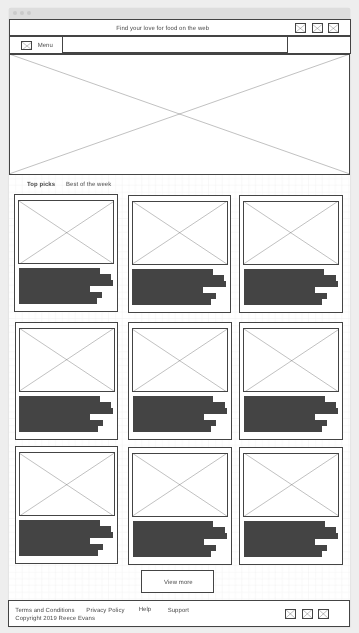 Find your love for food on the web
Menu
Top picks Best of the week
View more
Terms and Conditions Privacy Policy Help Support
Copyright 2019 Reece Evans